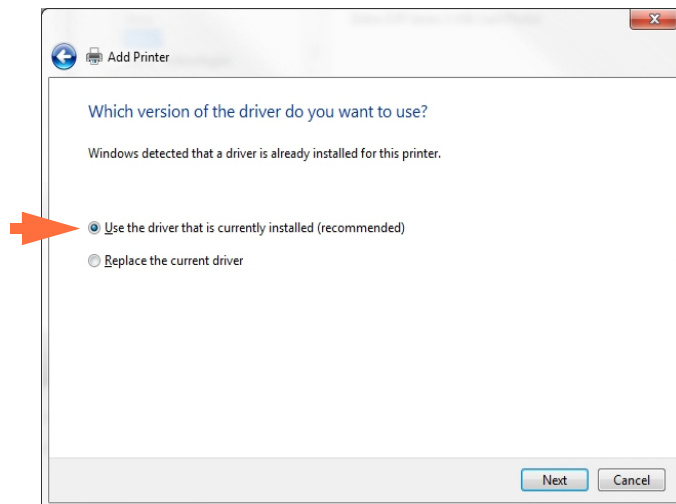 Add Printer
Which version of the driver do you want to use?
Windows detected that a driver is already installed for this printer.
Use the driver that is currently installed (recommended)
Replace the current driver
Next Cancel